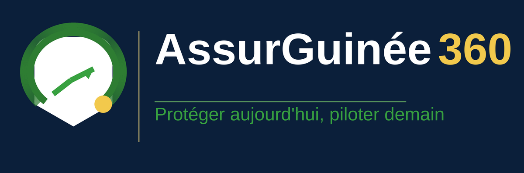 AssurGuinée 360
Protéger aujourd'hui, piloter demain